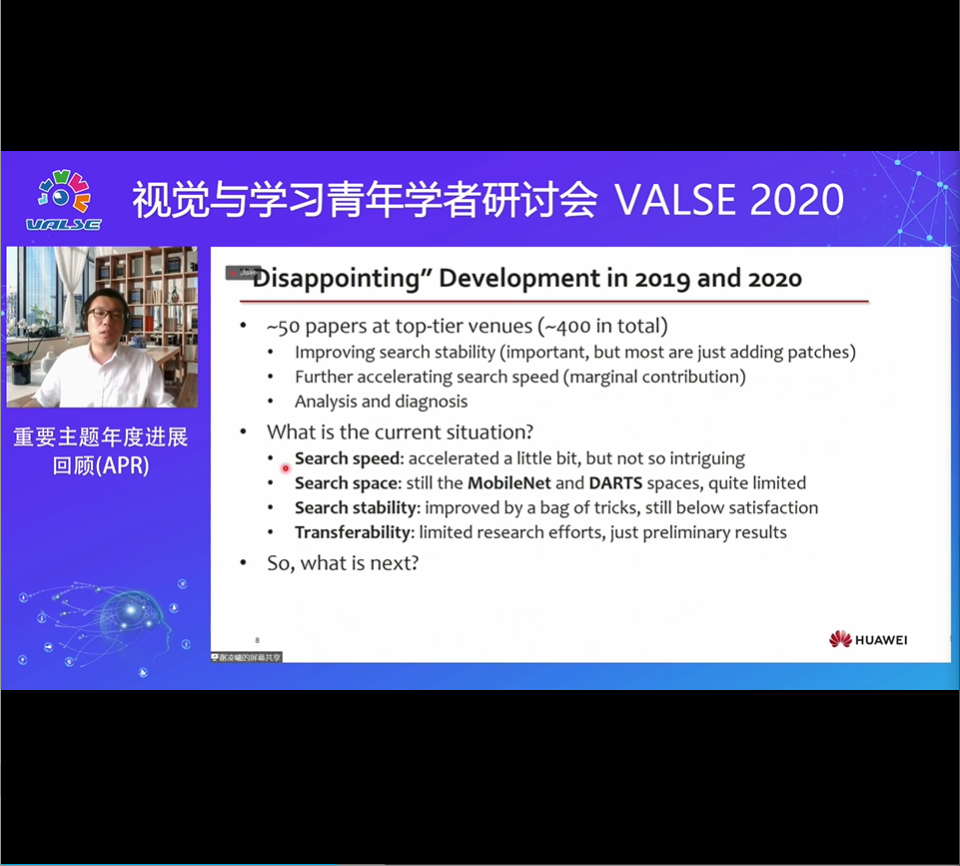 VALSE
视觉与学习青年学者研讨会 VALSE 2020
Disappointing” Development in 2019 and 2020
• ~50 papers at top-tier venues (~400 in total)
• Improving search stability (important, but most are just adding patches)
• Further accelerating search speed (marginal contribution)
• Analysis and diagnosis
• What is the current situation?
• Search speed: accelerated a little bit, but not so intriguing
• Search space: still the MobileNet and DARTS spaces, quite limited
• Search stability: improved by a bag of tricks, still below satisfaction
• Transferability: limited research efforts, just preliminary results
• So, what is next?
重要主题年度进展
回顾(APR)
8
HUAWEI
谢凌曦的屏幕共享